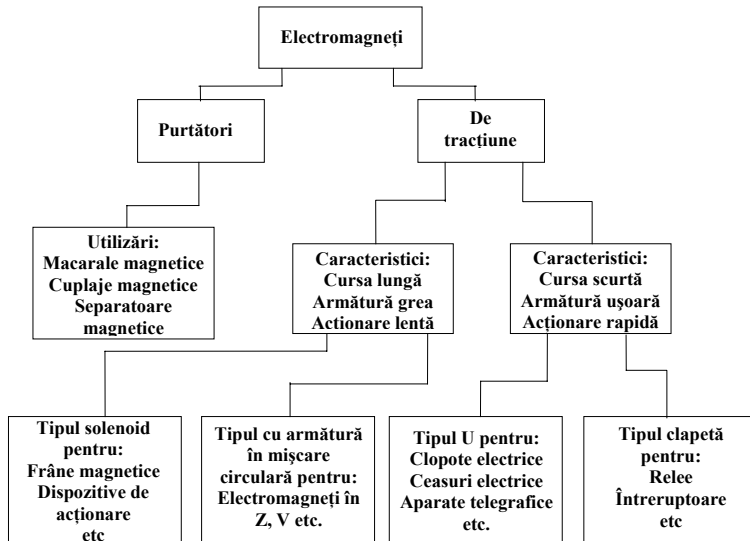 Electromagneți
Purtători
De
tracțiune
Utilizări:
Macarale magnetice
Cuplaje magnetice
Separatoare
magnetice
Caracteristici:
Cursa lungă
Armătură grea
Actionare lentă
Caracteristici:
Cursa scurtă
Armătură ușoară
Acționare rapidă
Tipul solenoid
pentru:
Frâne magnetice
Dispozitive de
acționare
etc
Tipul cu armătură
în mișcare
circulară pentru:
Electromagneți în
Z, V etc.
Tipul U pentru:
Clopote electrice
Ceasuri electrice
Aparate telegrafice
etc.
Tipul clapetă
pentru:
Relee
Întreruptoare
etc